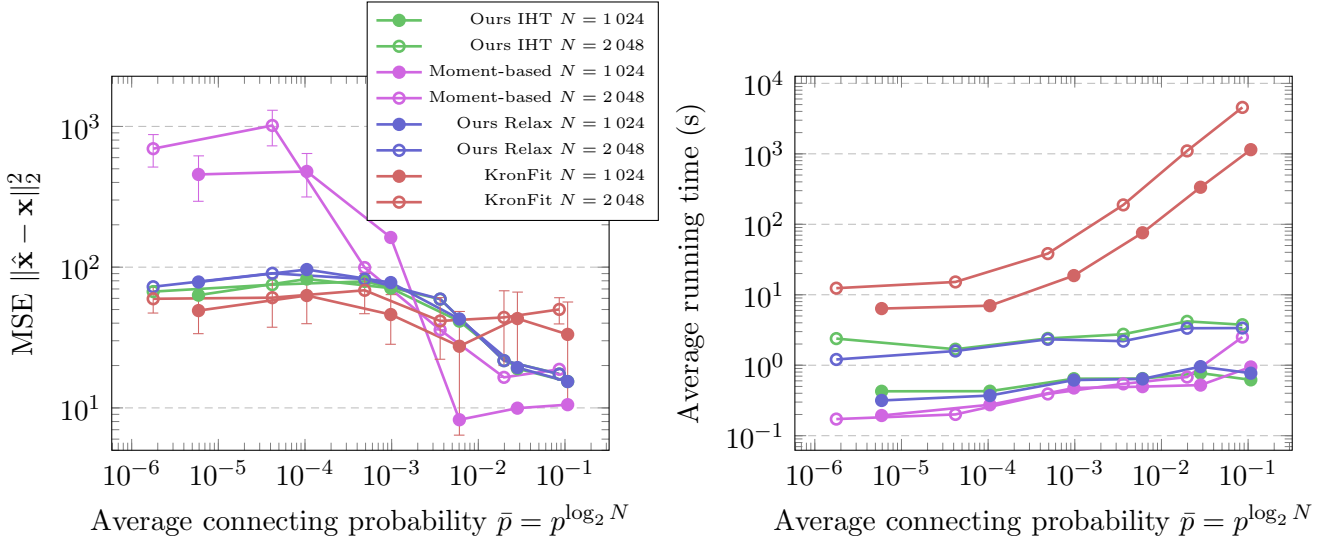 Ours IHT N = 1 024
Ours IHT N = 2 048
Moment-based N = 1 024
Moment-based N = 2 048
Ours Relax N = 1 024
Ours Relax N = 2 048
KronFit N = 1 024
KronFit N = 2 048
MSE ‖x̂ − x‖₂²
10³
10²
10¹
10⁻⁶ 10⁻⁵ 10⁻⁴ 10⁻³ 10⁻² 10⁻¹
Average connecting probability p̄ = p^{log₂ N}
Average running time (s)
10⁴
10³
10²
10¹
10⁰
10⁻¹
10⁻⁶ 10⁻⁵ 10⁻⁴ 10⁻³ 10⁻² 10⁻¹
Average connecting probability p̄ = p^{log₂ N}